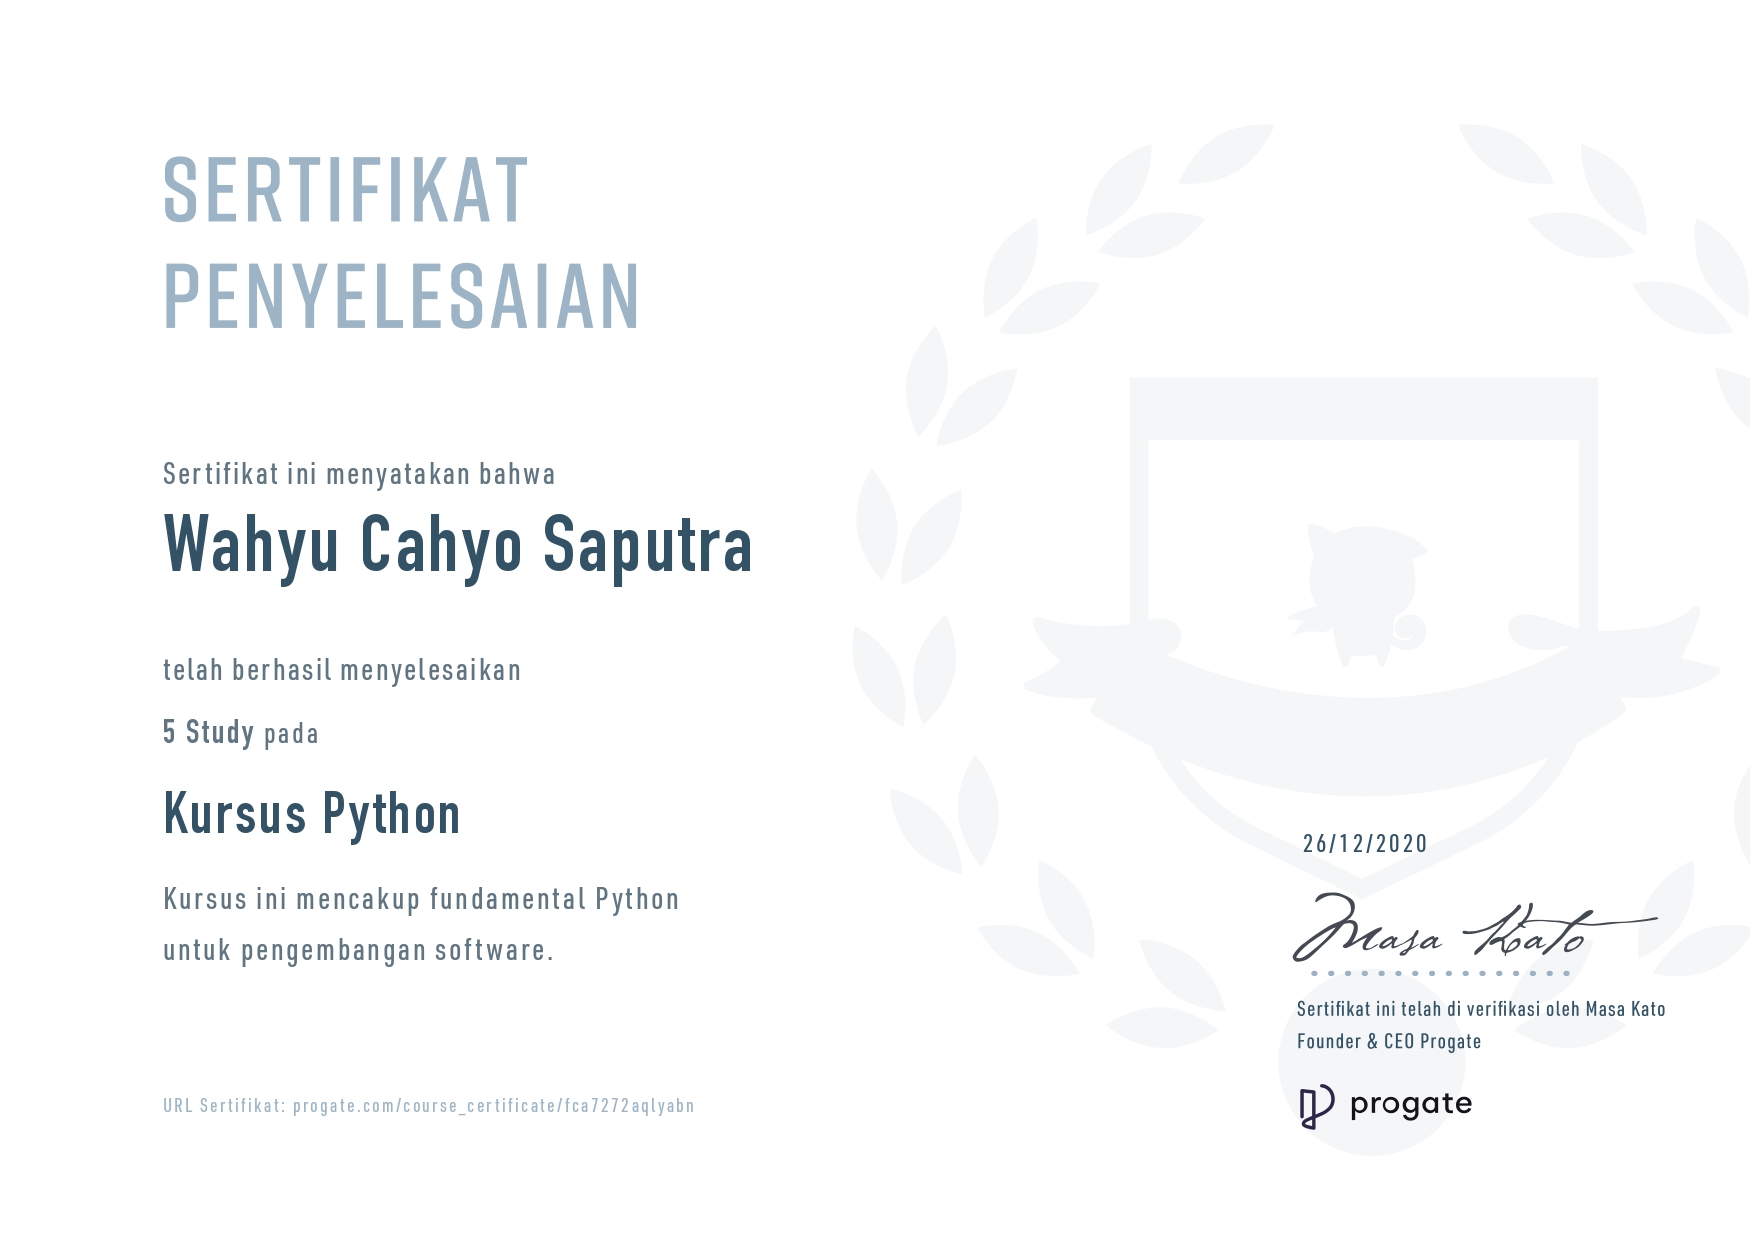 SERTIFIKAT
PENYELESAIAN
Sertifikat ini menyatakan bahwa
Wahyu Cahyo Saputra
telah berhasil menyelesaikan
5 Study pada
Kursus Python
Kursus ini mencakup fundamental Python
untuk pengembangan software.
URL Sertifikat: progate.com/course_certificate/fca7272aqlyabn
26/12/2020
Masa Kato
Sertifikat ini telah di verifikasi oleh Masa Kato
Founder & CEO Progate
progate